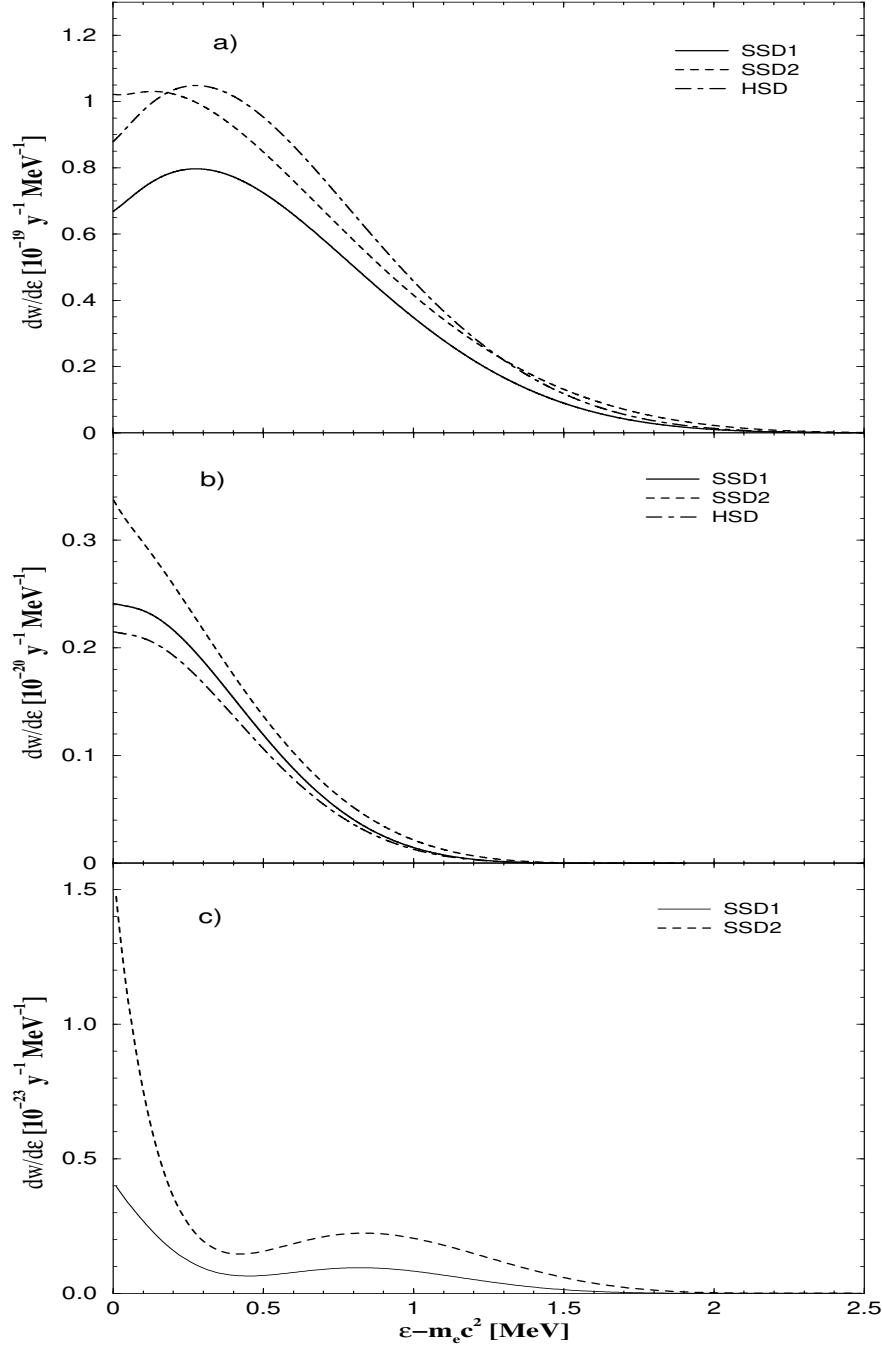 a)
SSD1
SSD2
HSD
1.2
1
0.8
0.6
0.4
0.2
0
dw/dε [10⁻¹⁹ y⁻¹ MeV⁻¹]
b)
SSD1
SSD2
HSD
0.3
0.2
0.1
0
dw/dε [10⁻²⁰ y⁻¹ MeV⁻¹]
c)
SSD1
SSD2
1.5
1.0
0.5
0.0
dw/dε [10⁻²³ y⁻¹ MeV⁻¹]
0 0.5 1 1.5 2 2.5
ε−mₑc² [MeV]